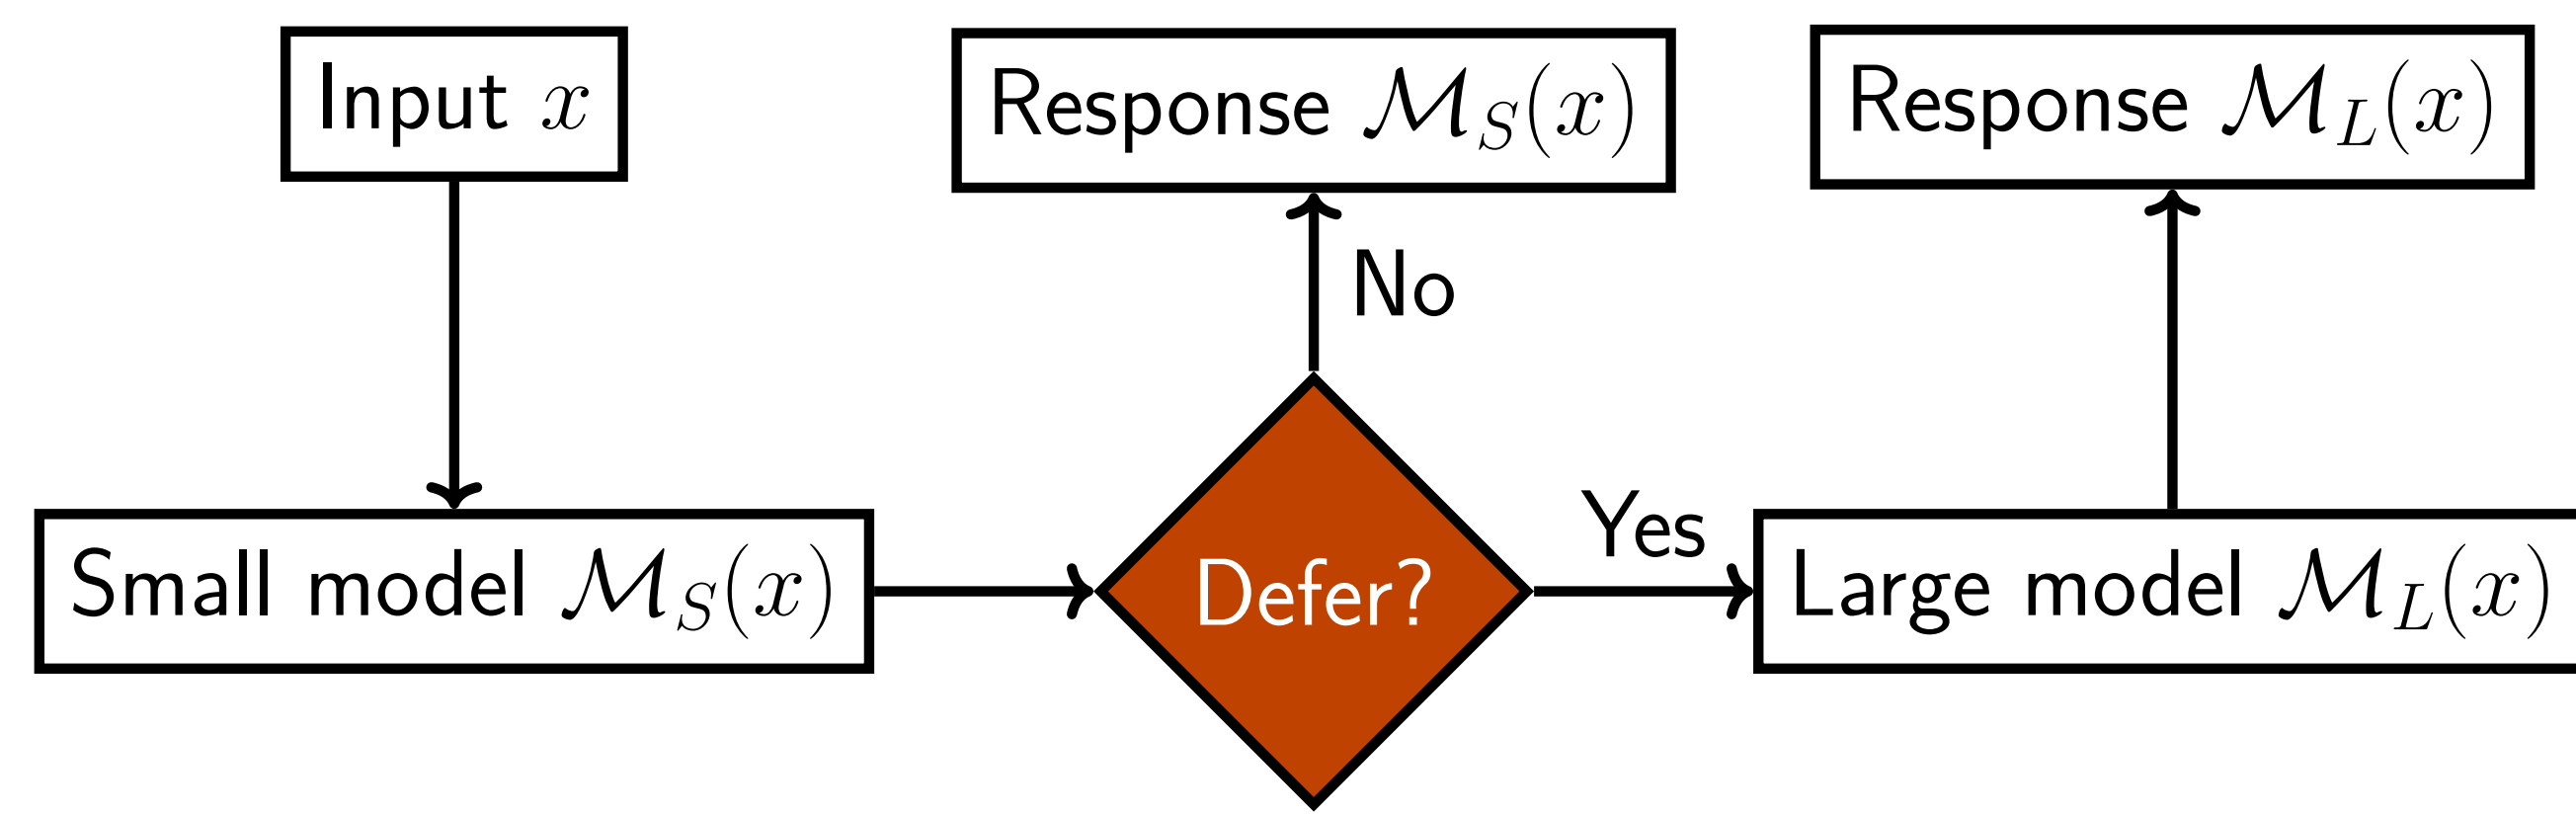 Input x
Response ℳ_S(x)
Response ℳ_L(x)
No
Yes
Small model ℳ_S(x)
Defer?
Large model ℳ_L(x)